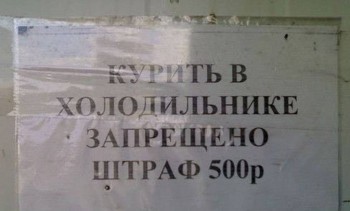 КУРИТЬ В
ХОЛОДИЛЬНИКЕ
ЗАПРЕЩЕНО
ШТРАФ 500р